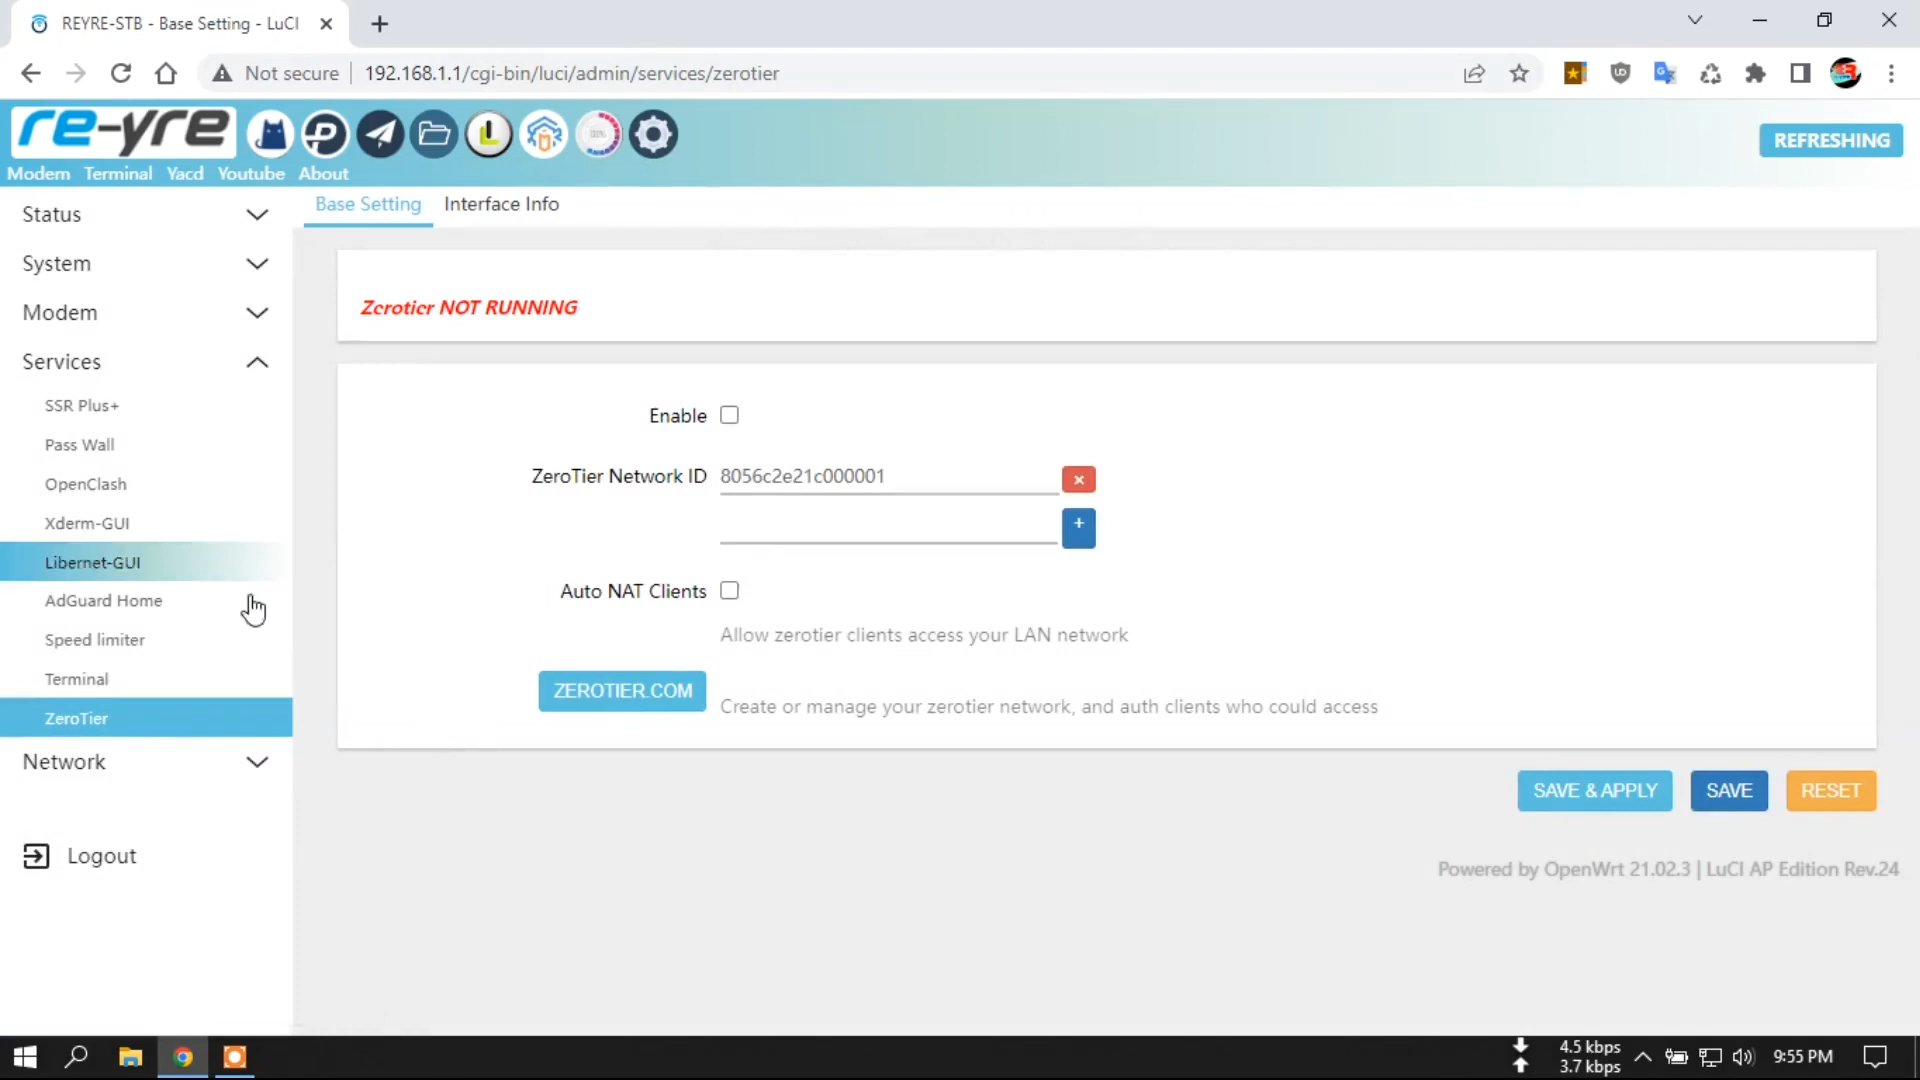 REYRE-STB - Base Setting - LuCI
Not secure
192.168.1.1/cgi-bin/luci/admin/services/zerotier
re-yre
REFRESHING
Modem Terminal Yacd Youtube About
Status
Base Setting Interface Info
System
Zerotier NOT RUNNING
Modem
Services
SSR Plus+
Enable
Pass Wall
ZeroTier Network ID 8056c2e21c000001
×
OpenClash
Xderm-GUI
+
Libernet-GUI
Auto NAT Clients
AdGuard Home
Allow zerotier clients access your LAN network
Speed limiter
Terminal
ZEROTIER.COM
Create or manage your zerotier network, and auth clients who could access
ZeroTier
Network
SAVE & APPLY SAVE RESET
Logout
Powered by OpenWrt 21.02.3 | LuCI AP Edition Rev.24
4.5 kbps
3.7 kbps
9:55 PM